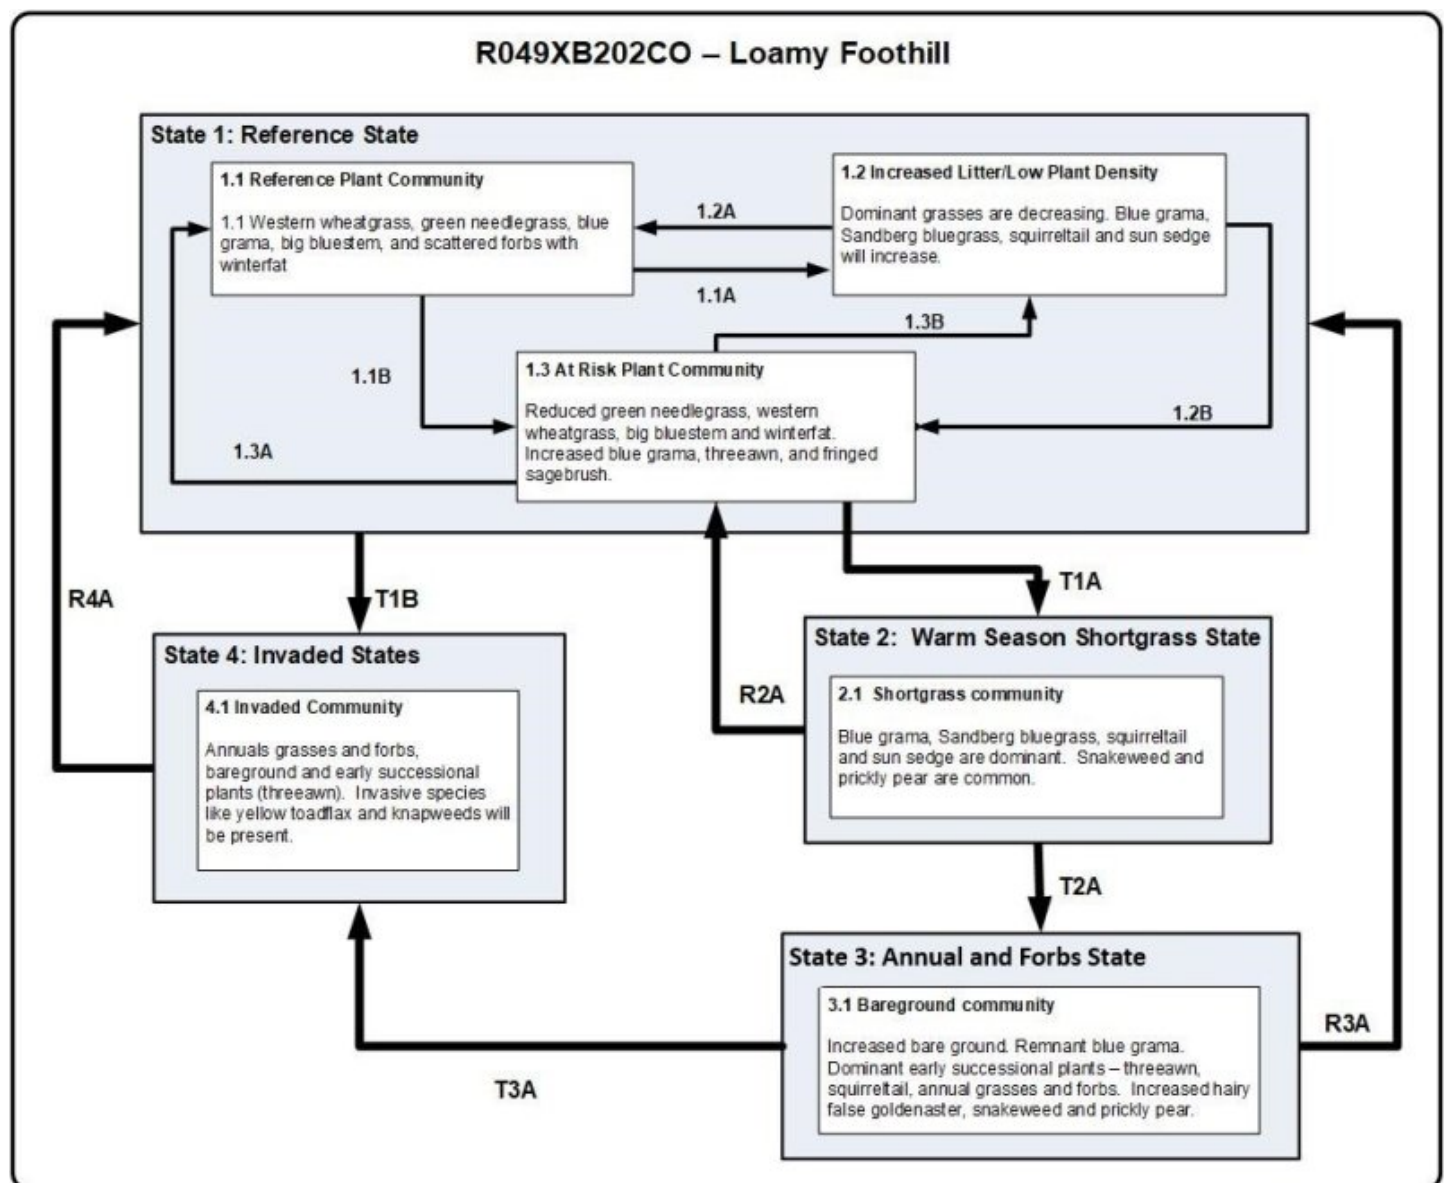 R049XB202CO – Loamy Foothill
State 1: Reference State
1.1 Reference Plant Community
1.1 Western wheatgrass, green needlegrass, blue
grama, big bluestem, and scattered forbs with
winterfat
1.2A
1.1A
1.2 Increased Litter/Low Plant Density
Dominant grasses are decreasing. Blue grama,
Sandberg bluegrass, squirreltail and sun sedge
will increase.
1.3B
1.1B
1.3 At Risk Plant Community
Reduced green needlegrass, western
wheatgrass, big bluestem and winterfat.
Increased blue grama, threeawn, and fringed
sagebrush.
1.2B
1.3A
R4A
T1B
T1A
State 4: Invaded States
4.1 Invaded Community
Annuals grasses and forbs,
bareground and early successional
plants (threeawn). Invasive species
like yellow toadflax and knapweeds will
be present.
R2A
State 2: Warm Season Shortgrass State
2.1 Shortgrass community
Blue grama, Sandberg bluegrass, squirreltail
and sun sedge are dominant. Snakeweed and
prickly pear are common.
T2A
State 3: Annual and Forbs State
3.1 Bareground community
Increased bare ground. Remnant blue grama.
Dominant early successional plants – threeawn,
squirreltail, annual grasses and forbs. Increased hairy
false goldenaster, snakeweed and prickly pear.
R3A
T3A